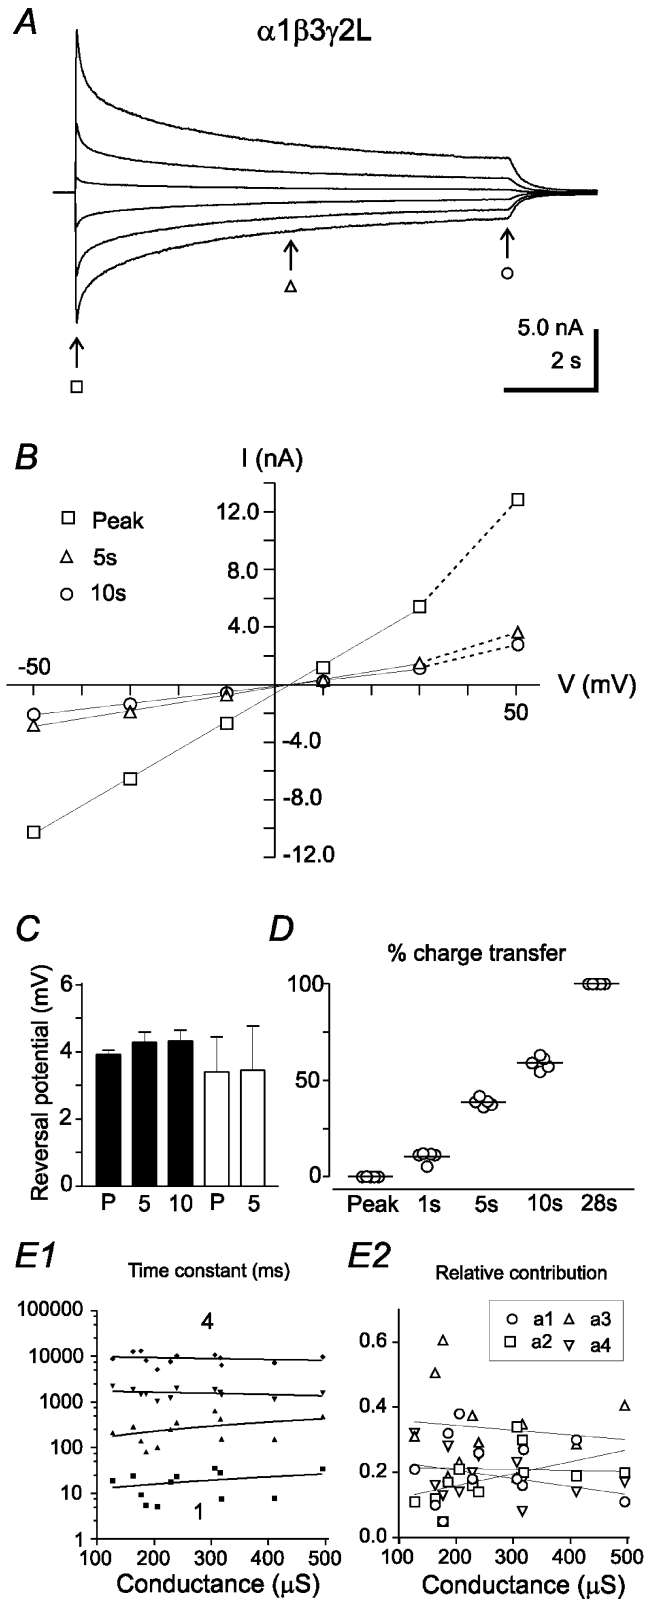 A
α1β3γ2L
5.0 nA
2 s
B
I (nA)
Peak
5s
10s
12.0
8.0
4.0
-50
V (mV)
50
-4.0
-8.0
-12.0
C
Reversal potential (mV)
6
4
2
0
P 5 10 P 5
D
% charge transfer
100
50
0
Peak 1s 5s 10s 28s
E1
Time constant (ms)
100000
10000
1000
100
10
1
4
1
100 200 300 400 500
Conductance (μS)
E2
Relative contribution
a1 a3
a2 a4
0.6
0.4
0.2
0.0
100 200 300 400 500
Conductance (μS)